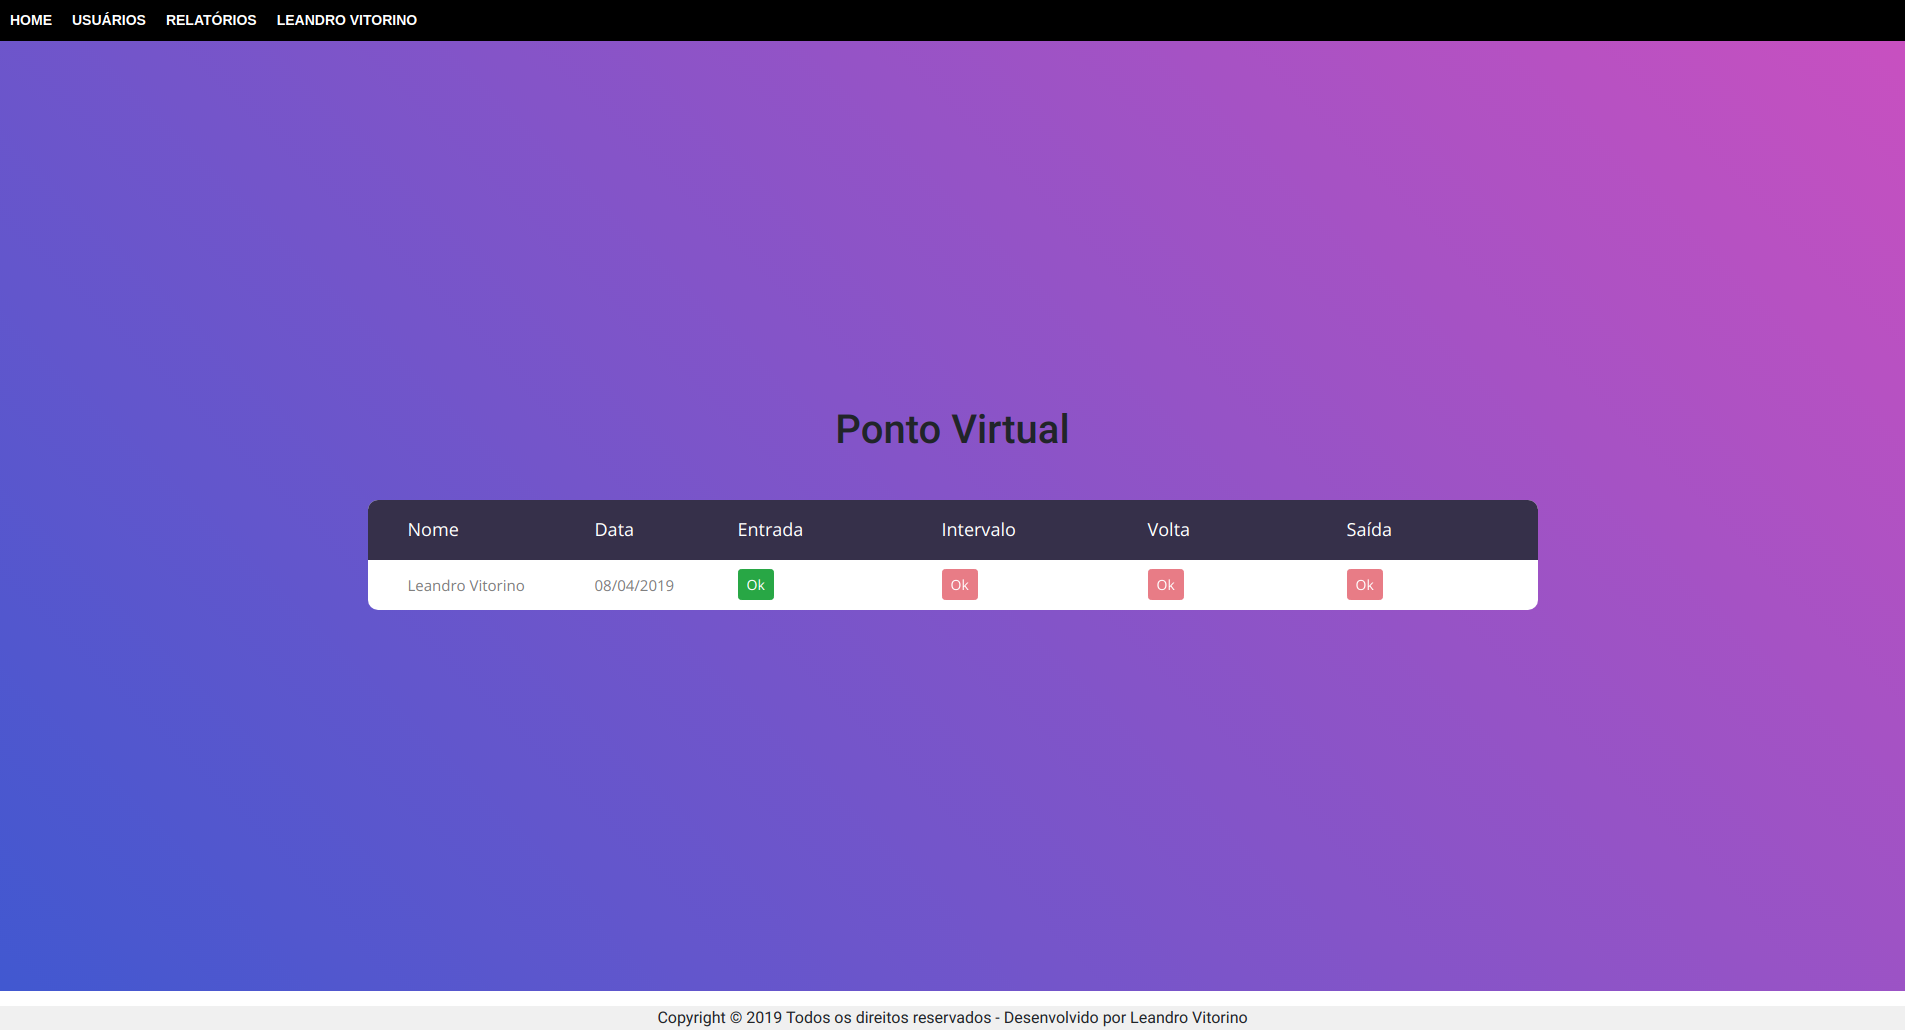 HOME USUÁRIOS RELATÓRIOS LEANDRO VITORINO
Ponto Virtual
Nome Data Entrada Intervalo Volta Saída
Leandro Vitorino 08/04/2019 Ok Ok Ok Ok
Copyright © 2019 Todos os direitos reservados - Desenvolvido por Leandro Vitorino